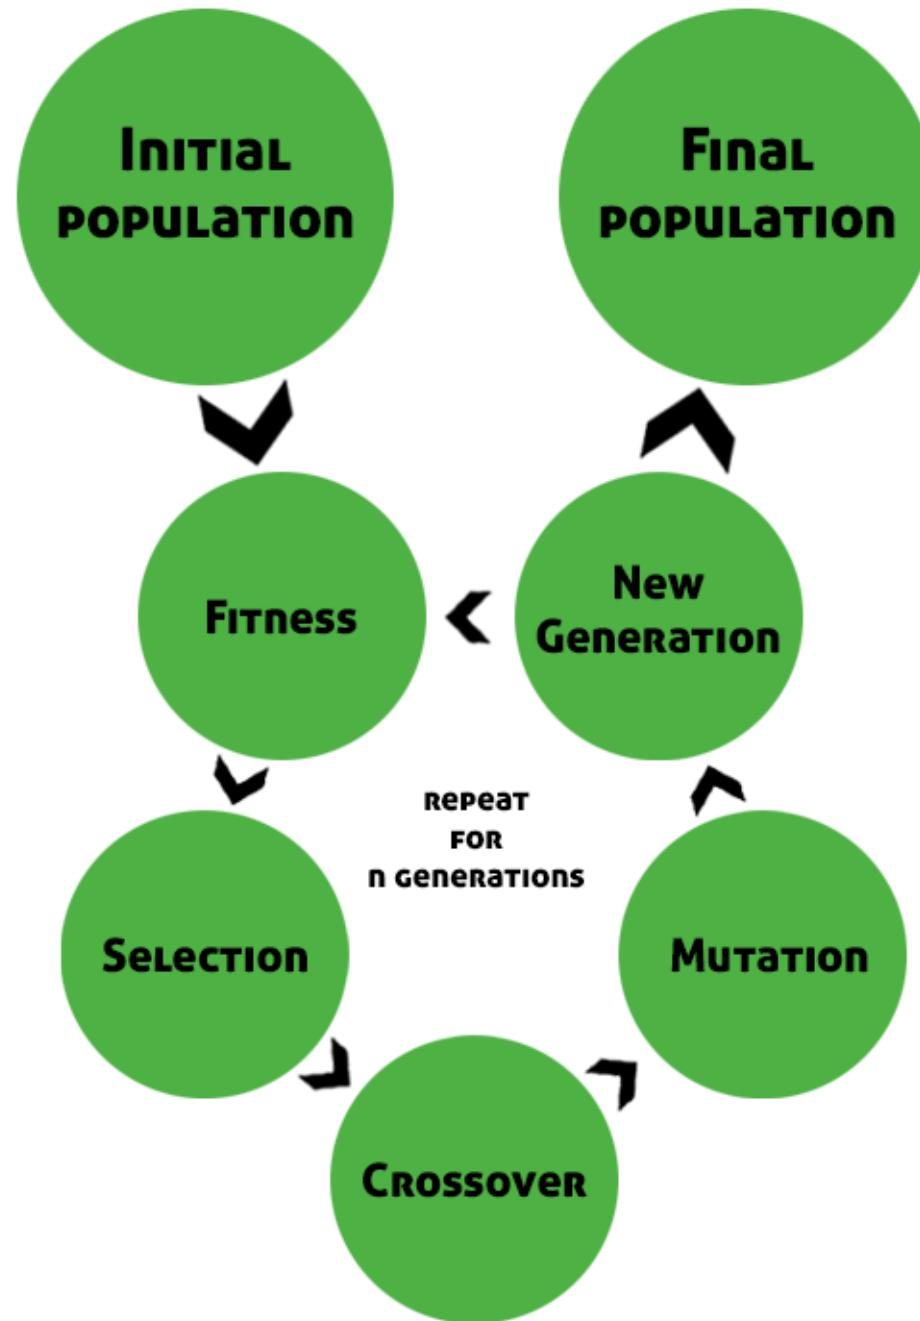 Initial
population
Final
population
Fitness
New
Generation
repeat
for
n generations
Selection
Mutation
Crossover